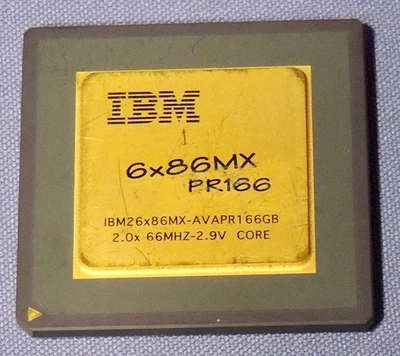 IBM
6x86MX
PR166
IBM26x86MX-AVAPR166GB
2.0x 66MHZ-2.9V CORE